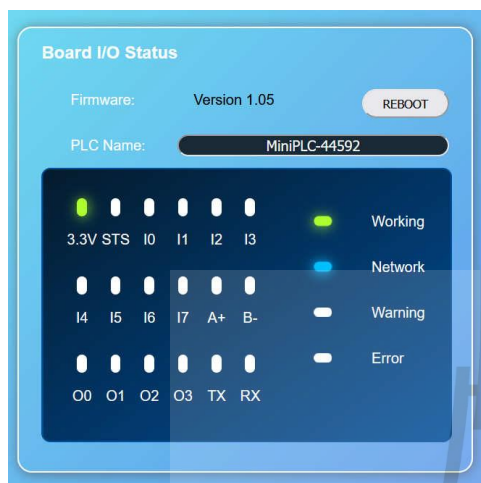 Board I/O Status
Firmware: Version 1.05 REBOOT
PLC Name: MiniPLC-44592
3.3V STS I0 I1 I2 I3
Working
Network
I4 I5 I6 I7 A+ B-
Warning
Error
O0 O1 O2 O3 TX RX